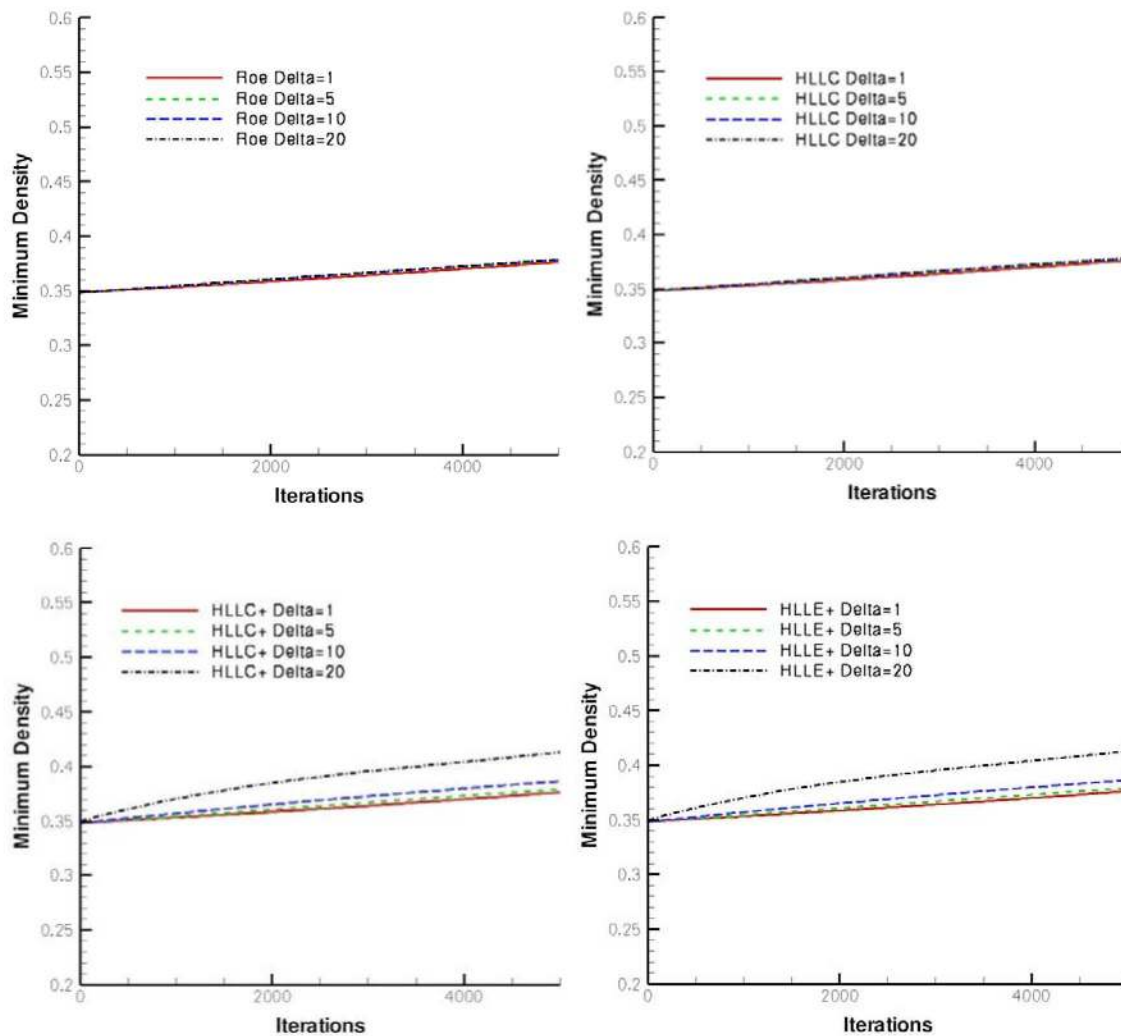 0.6
0.55
0.5
0.45
0.4
0.35
0.3
0.25
0.2
Minimum Density
Roe Delta=1
Roe Delta=5
Roe Delta=10
Roe Delta=20
0
2000
4000
Iterations
0.6
0.55
0.5
0.45
0.4
0.35
0.3
0.25
0.2
Minimum Density
HLLC Delta=1
HLLC Delta=5
HLLC Delta=10
HLLC Delta=20
0
2000
4000
Iterations
0.6
0.55
0.5
0.45
0.4
0.35
0.3
0.25
0.2
Minimum Density
HLLC+ Delta=1
HLLC+ Delta=5
HLLC+ Delta=10
HLLC+ Delta=20
0
2000
4000
Iterations
0.6
0.55
0.5
0.45
0.4
0.35
0.3
0.25
0.2
Minimum Density
HLLE+ Delta=1
HLLE+ Delta=5
HLLE+ Delta=10
HLLE+ Delta=20
0
2000
4000
Iterations